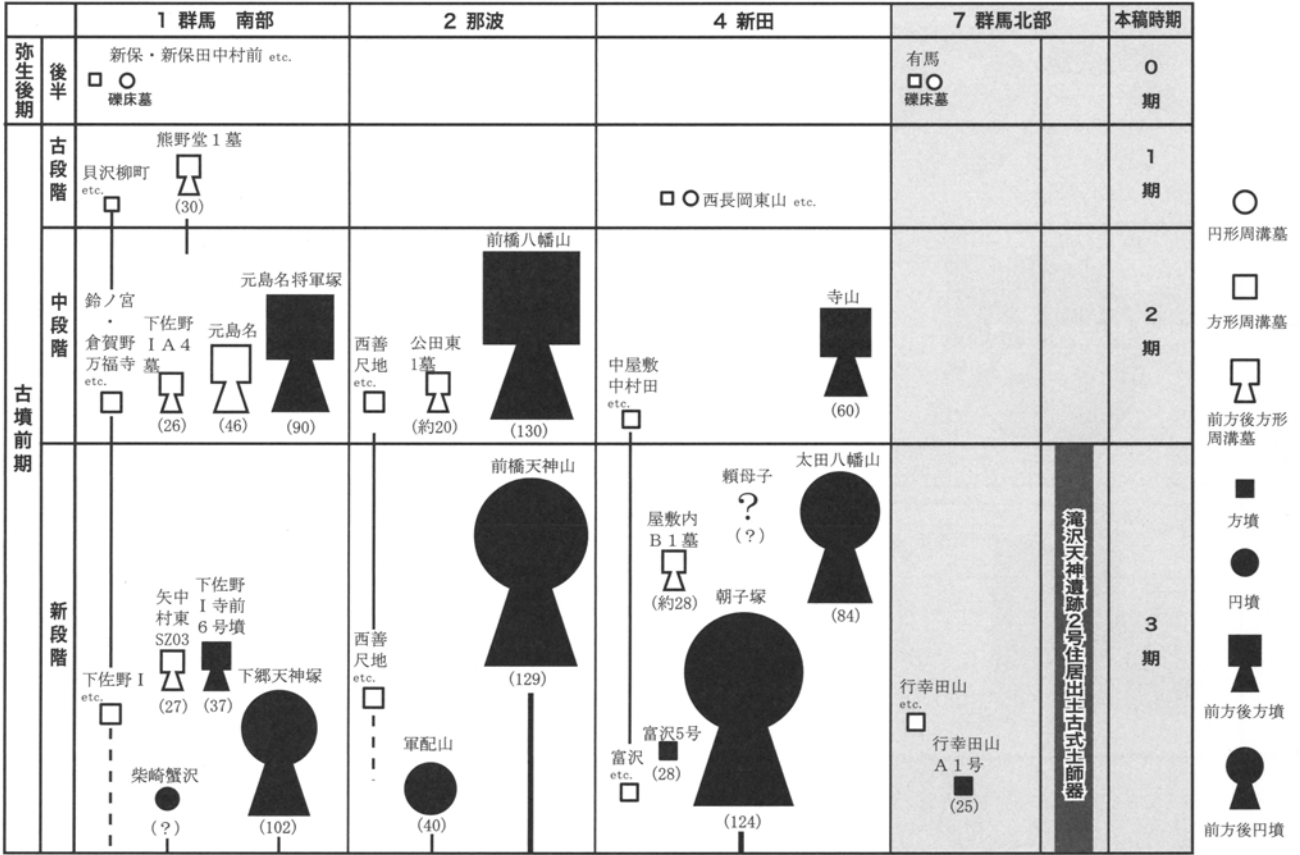 1 群馬 南部
2 那波
4 新田
7 群馬北部
本稿時期
弥生後期
後半
新保・新保田中村前 etc.
礫床墓
有馬
礫床墓
0
期
古墳前期
古段階
貝沢柳町
etc.
熊野堂1墓
(30)
西長岡東山 etc.
1
期
中段階
鈴ノ宮
・
倉賀野
万福寺
etc.
下佐野
ⅠA4
墓
(26)
元島名
(46)
元島名将軍塚
(90)
西善
尺地
etc.
公田東
1墓
(約20)
前橋八幡山
(130)
中屋敷
中村田
etc.
寺山
(60)
2
期
新段階
下佐野Ⅰ
etc.
矢中
村東
SZ03
(27)
下佐野
Ⅰ寺前
6号墳
(37)
柴崎蟹沢
(?)
下郷天神塚
(102)
西善
尺地
etc.
軍配山
(40)
前橋天神山
(129)
富沢
etc.
富沢5号
(28)
屋敷内
B1墓
(約28)
頼母子
?
(?)
朝子塚
(124)
太田八幡山
(84)
行幸田山
etc.
行幸田山
A1号
(25)
滝沢天神遺跡2号住居出土古式土師器
3
期
円形周溝墓
方形周溝墓
前方後方形
周溝墓
方墳
円墳
前方後方墳
前方後円墳